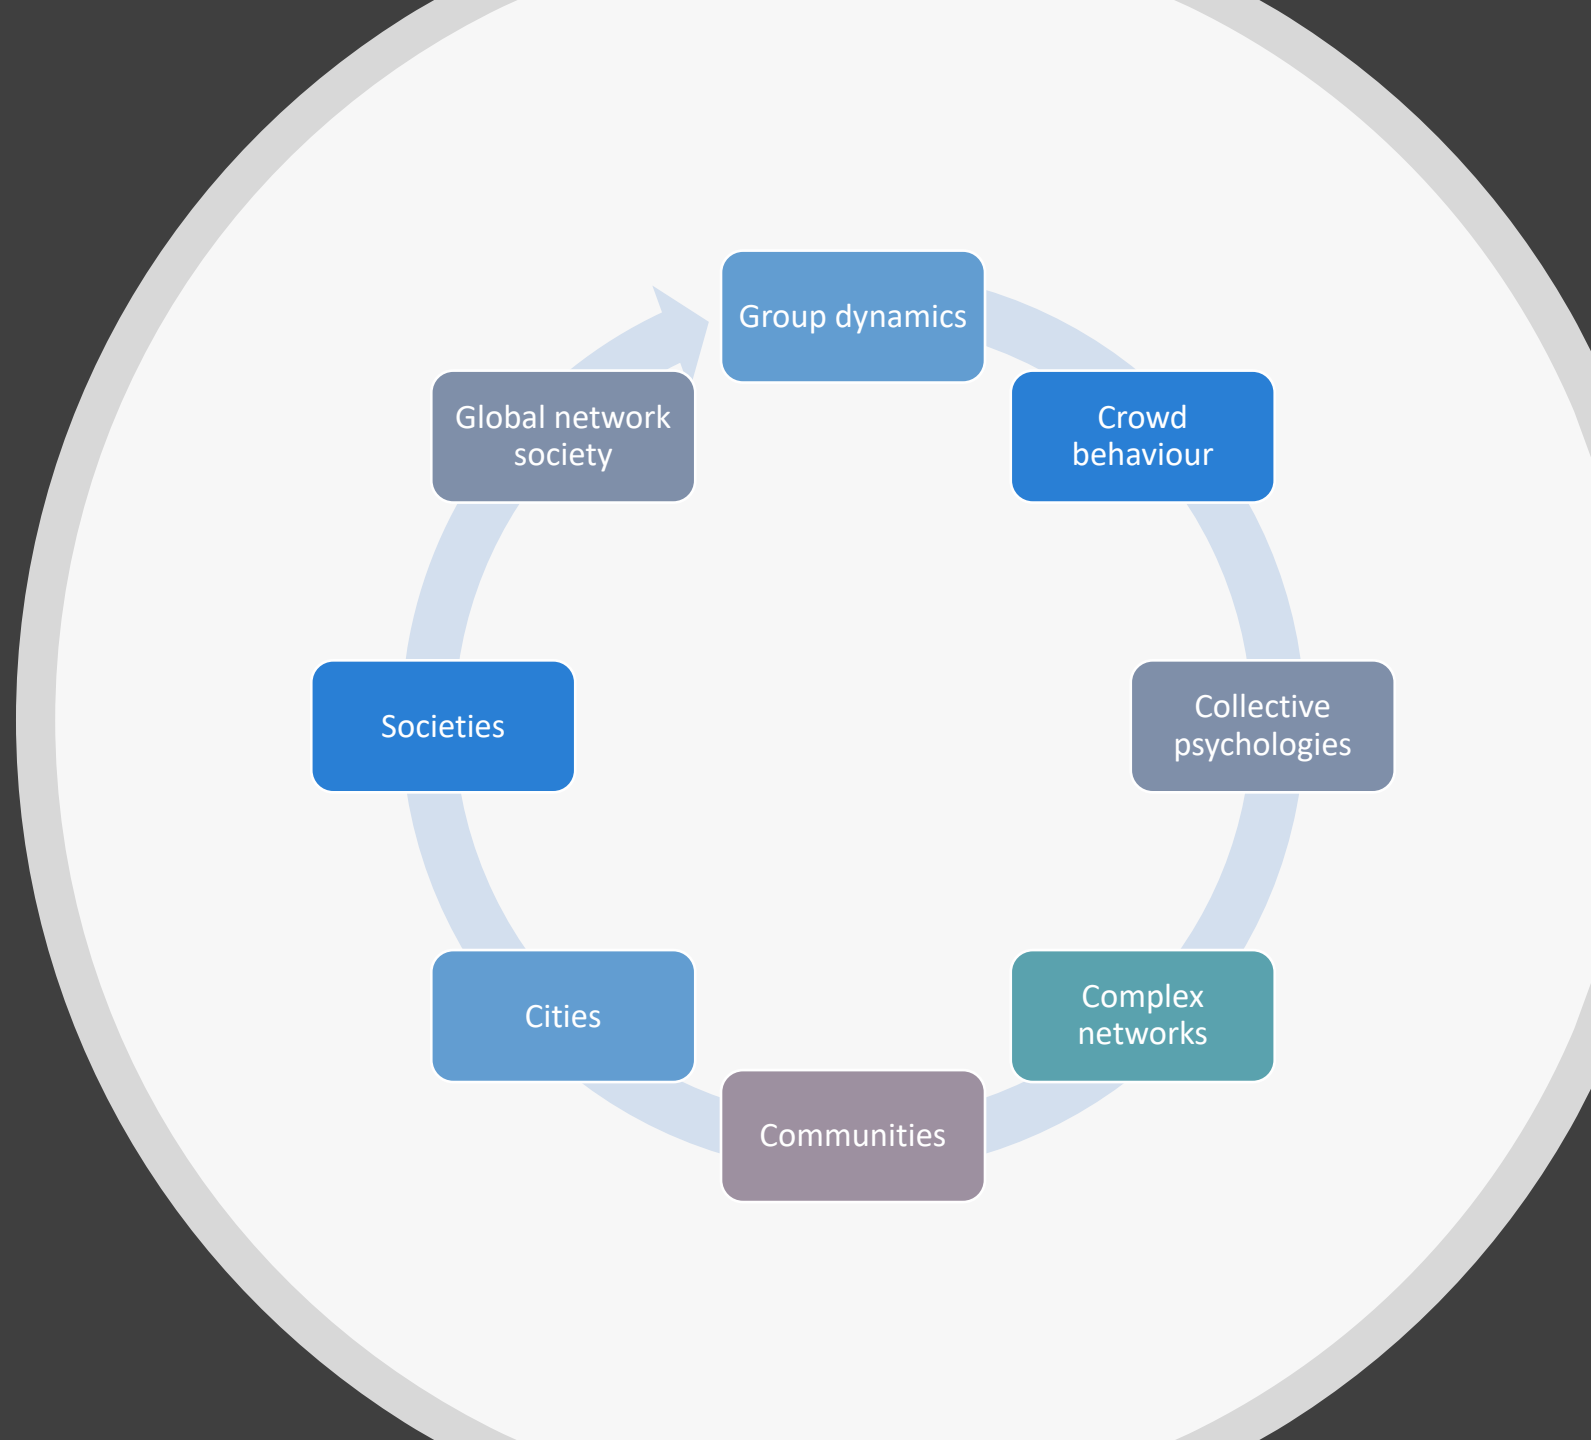 Group dynamics
Crowd
behaviour
Collective
psychologies
Complex
networks
Communities
Cities
Societies
Global network
society